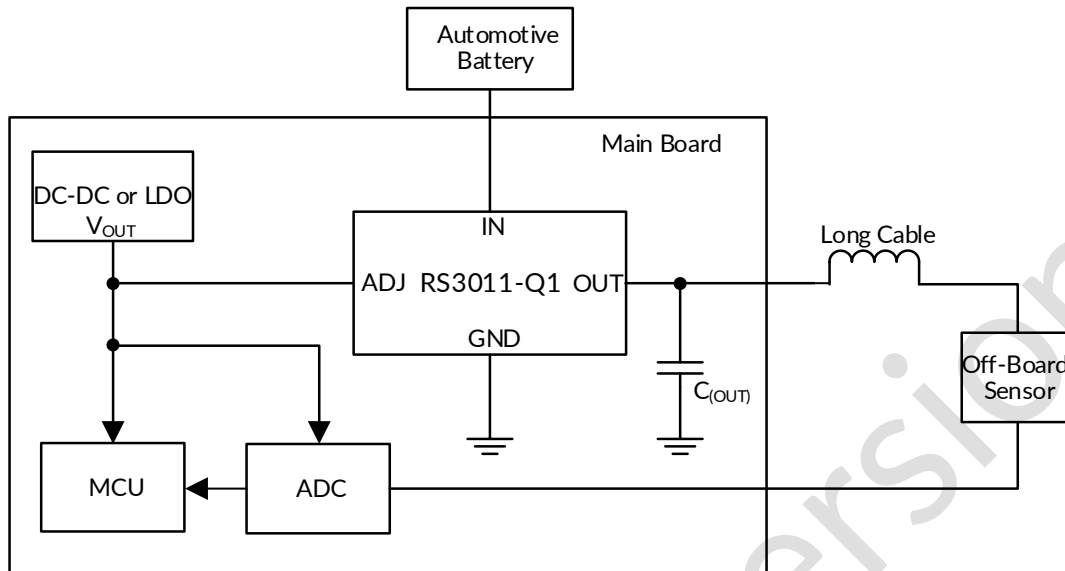 Automotive
Battery
Main Board
DC-DC or LDO
VOUT
IN
Long Cable
ADJ RS3011-Q1 OUT
GND
C(OUT)
Off-Board
Sensor
MCU
ADC
ersion